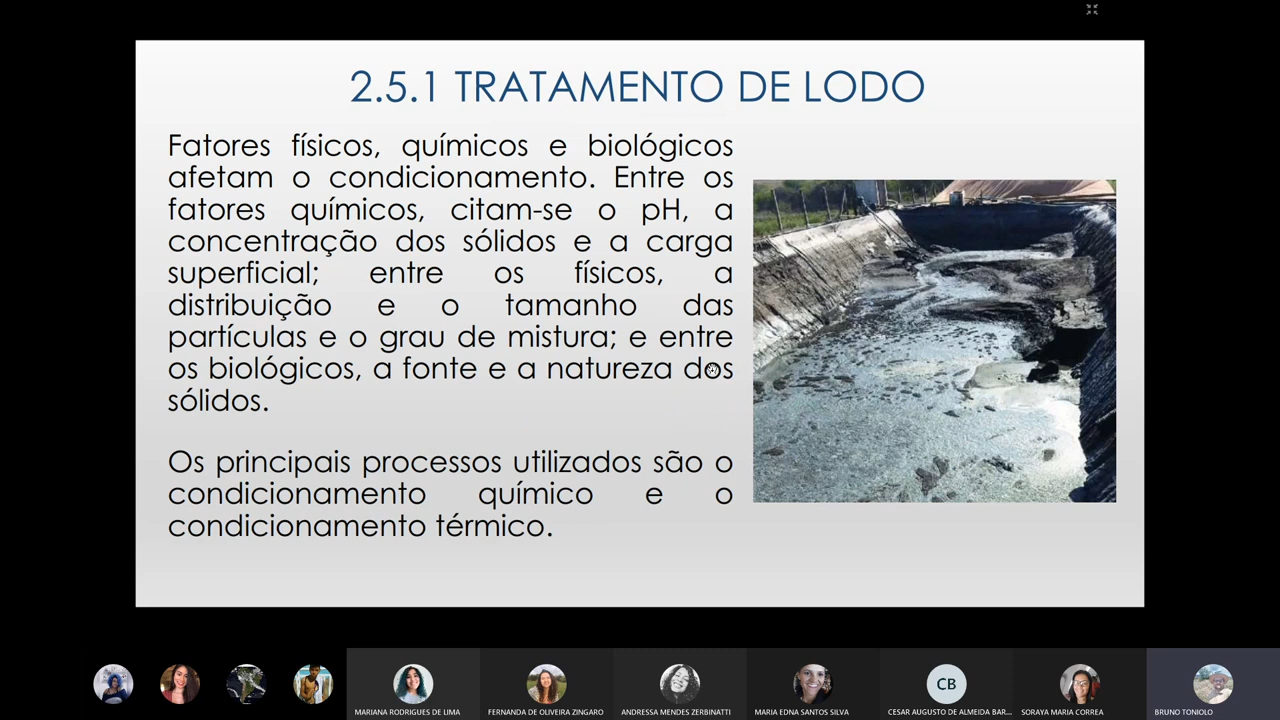 2.5.1 TRATAMENTO DE LODO
Fatores físicos, químicos e biológicos
afetam o condicionamento. Entre os
fatores químicos, citam-se o pH, a
concentração dos sólidos e a carga
superficial; entre os físicos, a
distribuição e o tamanho das
partículas e o grau de mistura; e entre
os biológicos, a fonte e a natureza dos
sólidos.
Os principais processos utilizados são o
condicionamento químico e o
condicionamento térmico.
CB
MARIANA RODRIGUES DE LIMA
FERNANDA DE OLIVEIRA ZINGARO
ANDRESSA MENDES ZERBINATTI
MARIA EDNA SANTOS SILVA
CESAR AUGUSTO DE ALMEIDA BAR...
SORAYA MARIA CORREA
BRUNO TONIOLO